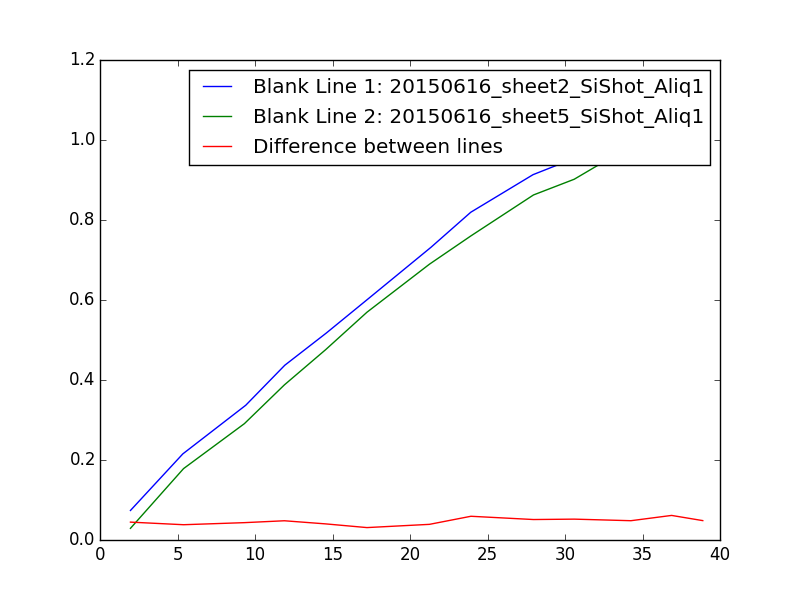 1.2
1.0
0.8
0.6
0.4
0.2
0.0
Blank Line 1: 20150616_sheet2_SiShot_Aliq1
Blank Line 2: 20150616_sheet5_SiShot_Aliq1
Difference between lines
0 5 10 15 20 25 30 35 40